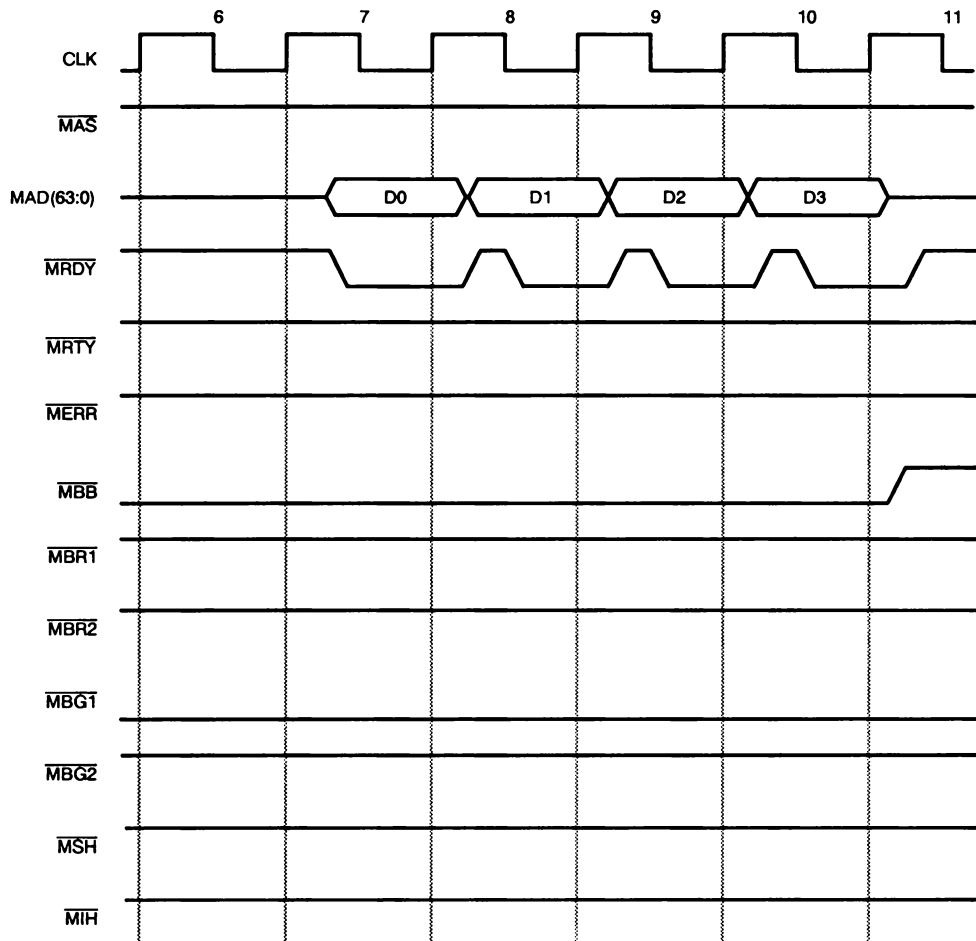 6 7 8 9 10 11
CLK
MAS
MAD(63:0) D0 D1 D2 D3
MRDY
MRTY
MERR
MBB
MBR1
MBR2
MBG1
MBG2
MSH
MIH